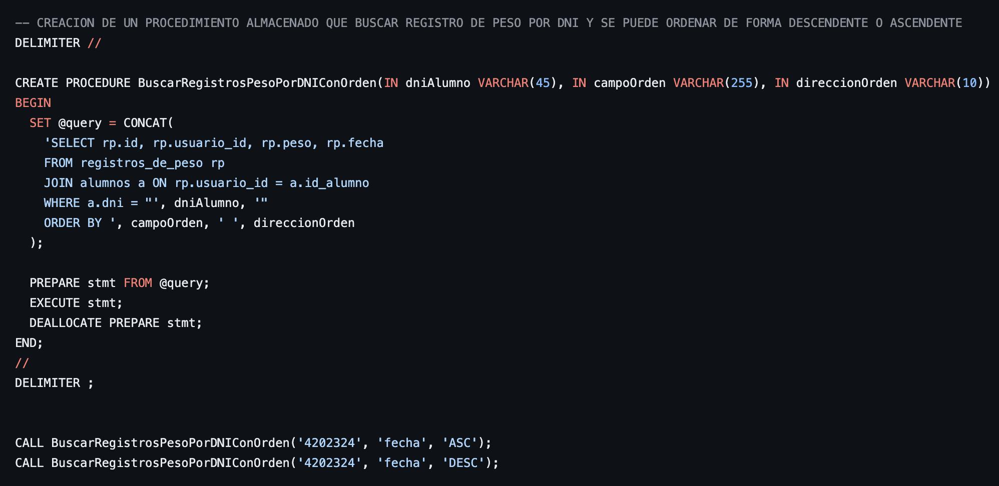 -- CREACION DE UN PROCEDIMIENTO ALMACENADO QUE BUSCAR REGISTRO DE PESO POR DNI Y SE PUEDE ORDENAR DE FORMA DESCENDENTE O ASCENDENTE
DELIMITER //

CREATE PROCEDURE BuscarRegistrosPesoPorDNIConOrden(IN dniAlumno VARCHAR(45), IN campoOrden VARCHAR(255), IN direccionOrden VARCHAR(10))
BEGIN
  SET @query = CONCAT(
    'SELECT rp.id, rp.usuario_id, rp.peso, rp.fecha
    FROM registros_de_peso rp
    JOIN alumnos a ON rp.usuario_id = a.id_alumno
    WHERE a.dni = "', dniAlumno, '"
    ORDER BY ', campoOrden, ' ', direccionOrden
  );

  PREPARE stmt FROM @query;
  EXECUTE stmt;
  DEALLOCATE PREPARE stmt;
END;
//
DELIMITER ;

CALL BuscarRegistrosPesoPorDNIConOrden('4202324', 'fecha', 'ASC');
CALL BuscarRegistrosPesoPorDNIConOrden('4202324', 'fecha', 'DESC');